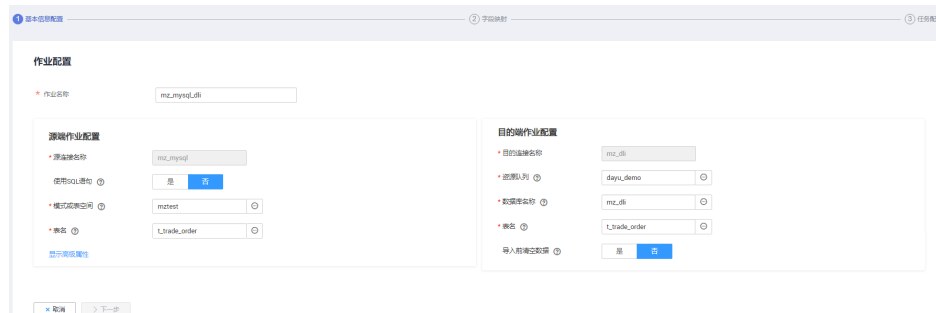 1 基本信息配置
2 字段映射
3 任务配
作业配置
* 作业名称 mz_mysql_dli
源端作业配置
* 源连接名称 mz_mysql
使用SQL语句 ? 是 否
* 模式或表空间 ? mztest
* 表名 ? t_trade_order
显示高级属性
目的端作业配置
* 目的连接名称 mz_dli
* 资源队列 ? dayu_demo
* 数据库名称 ? mz_dli
* 表名 ? t_trade_order
导入前清空数据 ? 是 否
× 取消 > 下一步